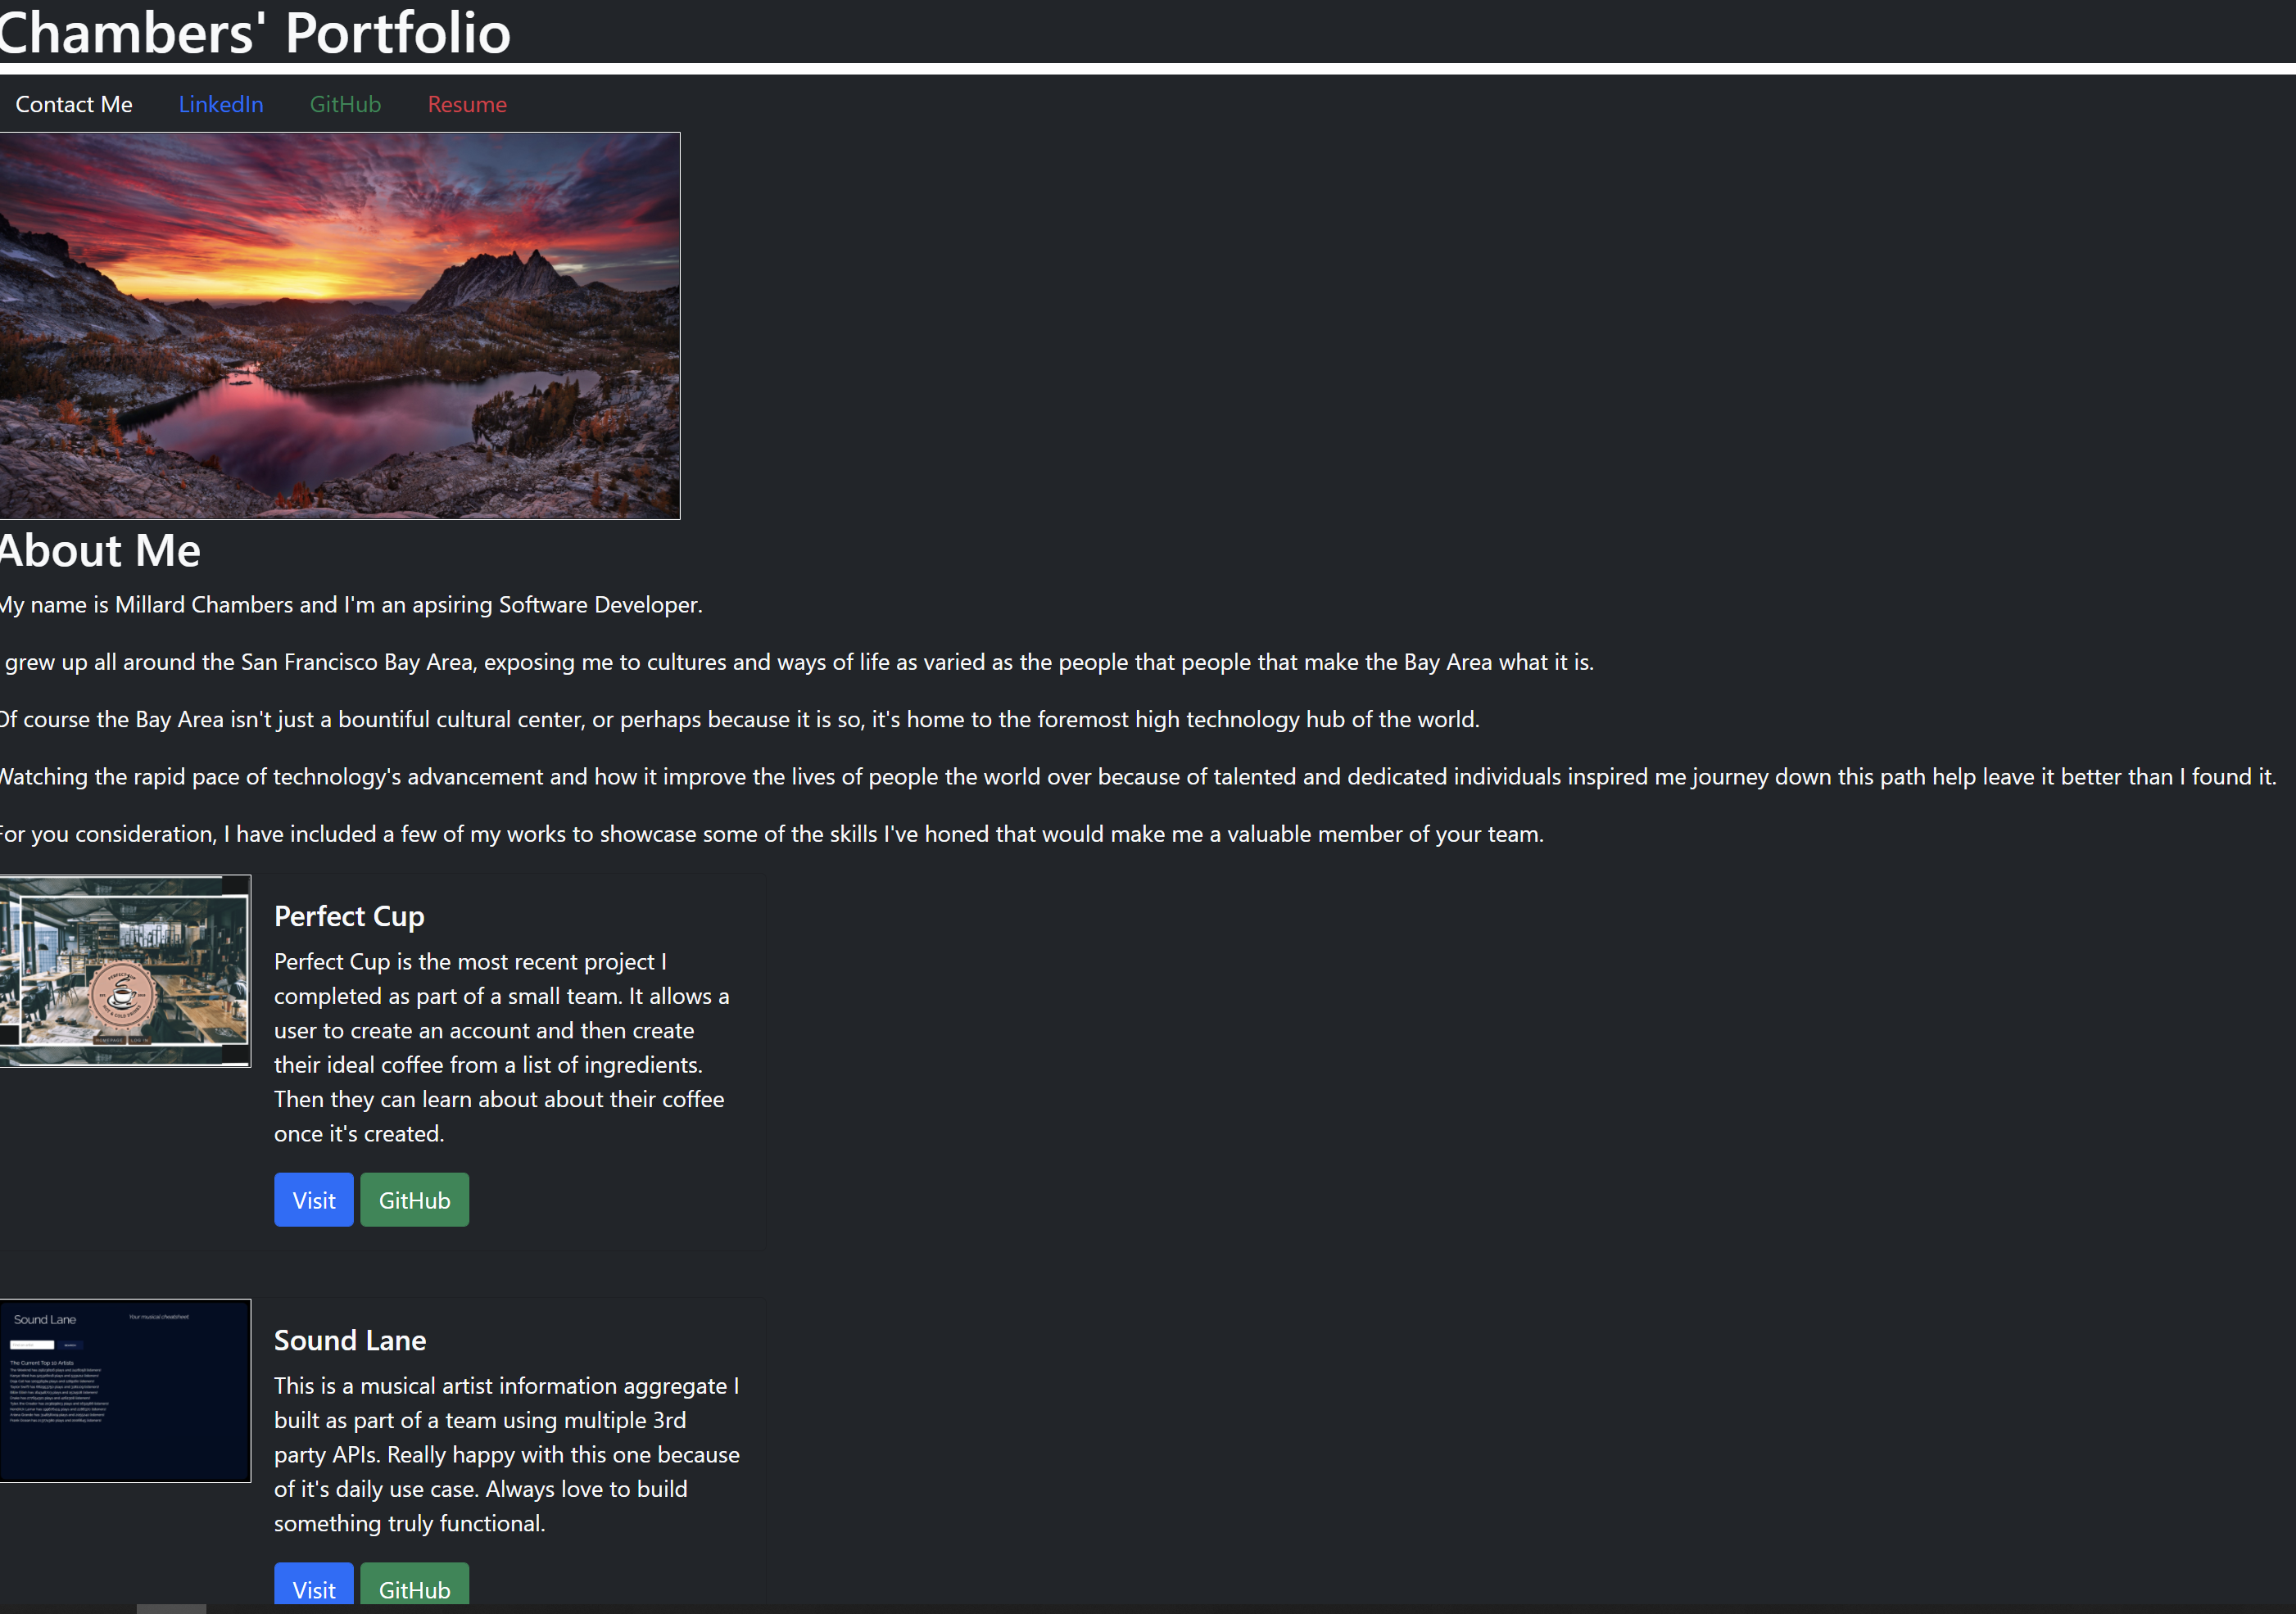 Chambers' Portfolio
Contact Me LinkedIn GitHub Resume
About Me
My name is Millard Chambers and I'm an apsiring Software Developer.
grew up all around the San Francisco Bay Area, exposing me to cultures and ways of life as varied as the people that people that make the Bay Area what it is.
Of course the Bay Area isn't just a bountiful cultural center, or perhaps because it is so, it's home to the foremost high technology hub of the world.
Watching the rapid pace of technology's advancement and how it improve the lives of people the world over because of talented and dedicated individuals inspired me journey down this path help leave it better than I found it.
For you consideration, I have included a few of my works to showcase some of the skills I've honed that would make me a valuable member of your team.
PERFECT CUP
HOT & COLD DRINKS
HOMEPAGE LOG IN
Perfect Cup
Perfect Cup is the most recent project I
completed as part of a small team. It allows a
user to create an account and then create
their ideal coffee from a list of ingredients.
Then they can learn about about their coffee
once it's created.
Visit GitHub
Sound Lane
Your musical cheatsheet!
The Current Top 10 Artists
Sound Lane
This is a musical artist information aggregate I
built as part of a team using multiple 3rd
party APIs. Really happy with this one because
of it's daily use case. Always love to build
something truly functional.
Visit GitHub